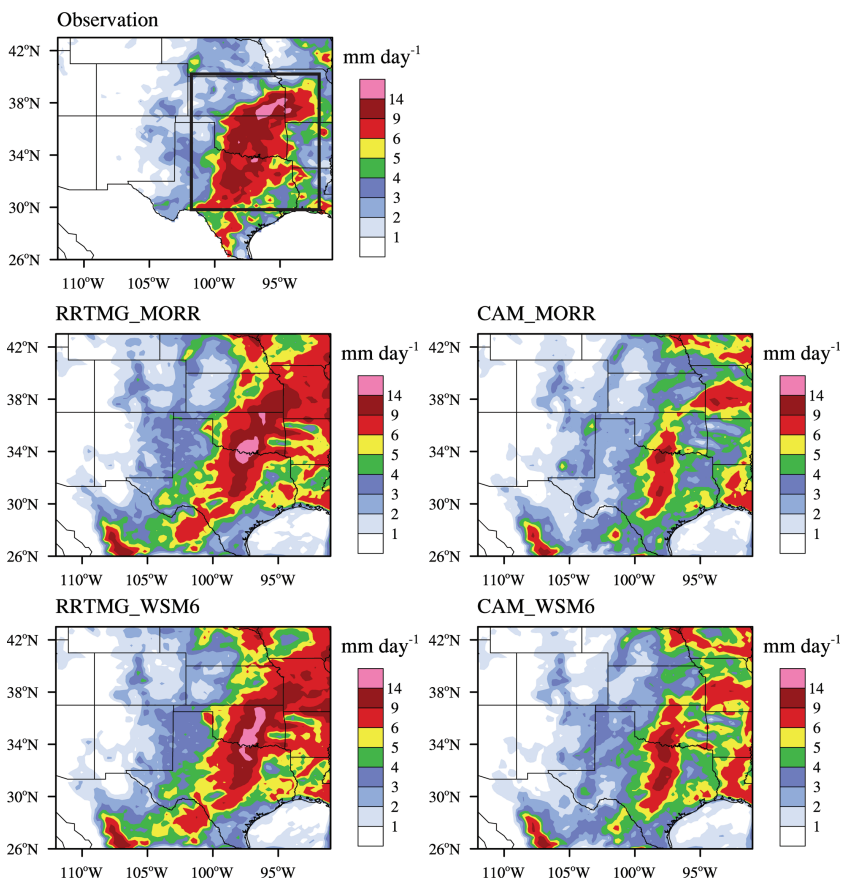 Observation
42°N
38°N
34°N
30°N
26°N
110°W
105°W
100°W
95°W
mm day-1
14
9
6
5
4
3
2
1
RRTMG_MORR
42°N
38°N
34°N
30°N
26°N
110°W
105°W
100°W
95°W
mm day-1
14
9
6
5
4
3
2
1
CAM_MORR
42°N
38°N
34°N
30°N
26°N
110°W
105°W
100°W
95°W
mm day-1
14
9
6
5
4
3
2
1
RRTMG_WSM6
42°N
38°N
34°N
30°N
26°N
110°W
105°W
100°W
95°W
mm day-1
14
9
6
5
4
3
2
1
CAM_WSM6
42°N
38°N
34°N
30°N
26°N
110°W
105°W
100°W
95°W
mm day-1
14
9
6
5
4
3
2
1